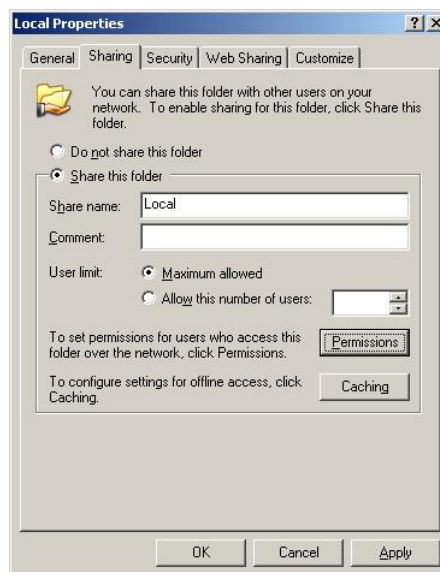 Local Properties
General Sharing Security Web Sharing Customize
You can share this folder with other users on your
network. To enable sharing for this folder, click Share this
folder.
Do not share this folder
Share this folder
Share name: Local
Comment:
User limit: Maximum allowed
Allow this number of users:
To set permissions for users who access this
folder over the network, click Permissions.
Permissions
To configure settings for offline access, click
Caching.
Caching
OK Cancel Apply